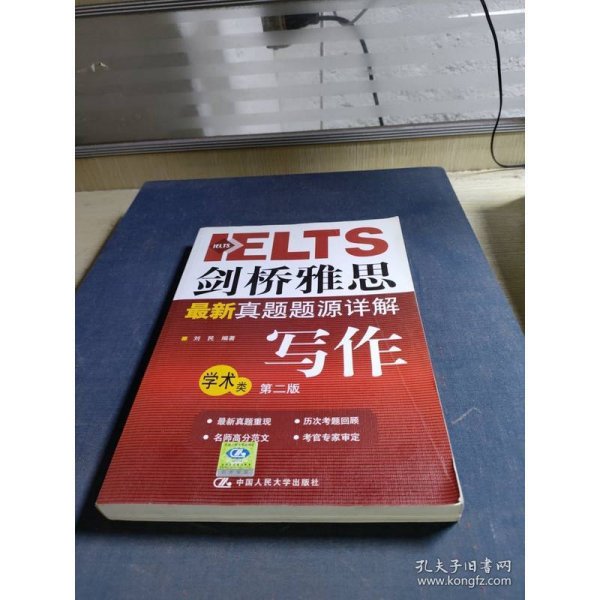 IELTS
IELTS
剑桥雅思
最新真题题源详解
刘 民 编著
写作
学术类 第二版
• 最新真题重现 • 历次考题回顾
• 名师高分范文 • 考官专家审定
中国人民大学出版社
孔夫子旧书网
www.kongfz.com